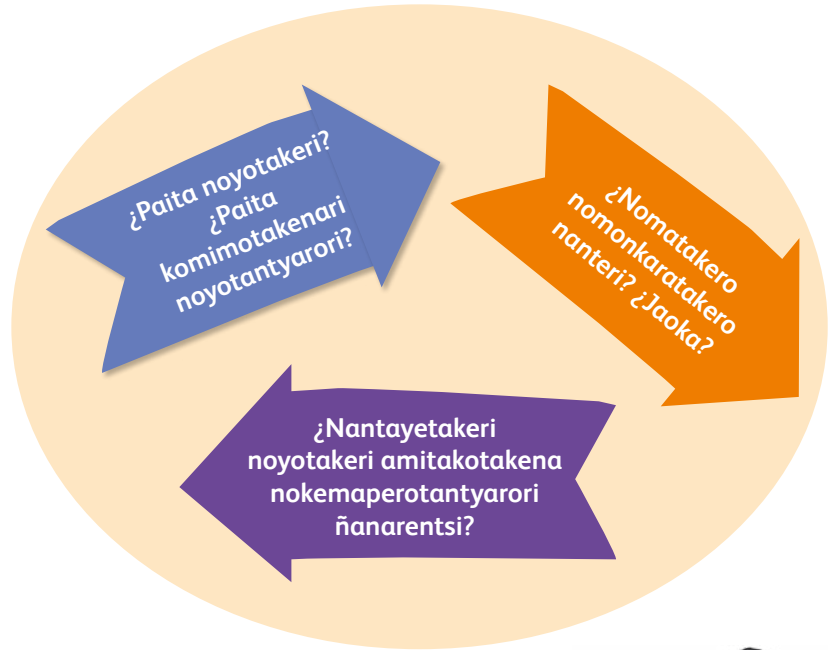 ¿Paita noyotakeri?
¿Paita
komimotakenari
noyotantyarori?
¿Nomatakero
nomonkaratakero
nanteri? ¿Jaoka?
¿Nantayetakeri
noyotakeri amitakotakena
nokemaperotantyarori
ñanarentsi?